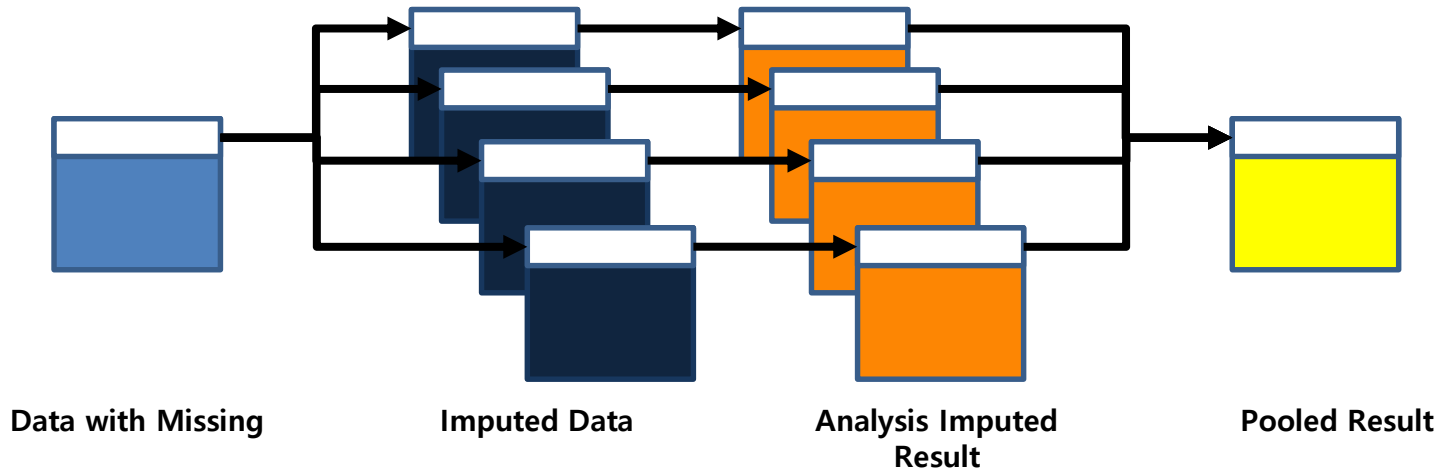 Data with Missing
Imputed Data
Analysis Imputed
Result
Pooled Result